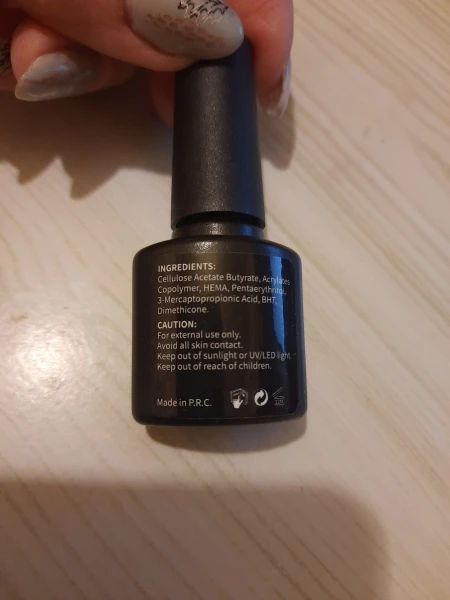 INGREDIENTS:
Cellulose Acetate Butyrate, Acrylates
Copolymer, HEMA, Pentaerythritol,
3-Mercaptopropionic Acid, BHT,
Dimethicone.
CAUTION:
For external use only.
Avoid all skin contact.
Keep out of sunlight or UV/LED light.
Keep out of reach of children.
Made in P.R.C.